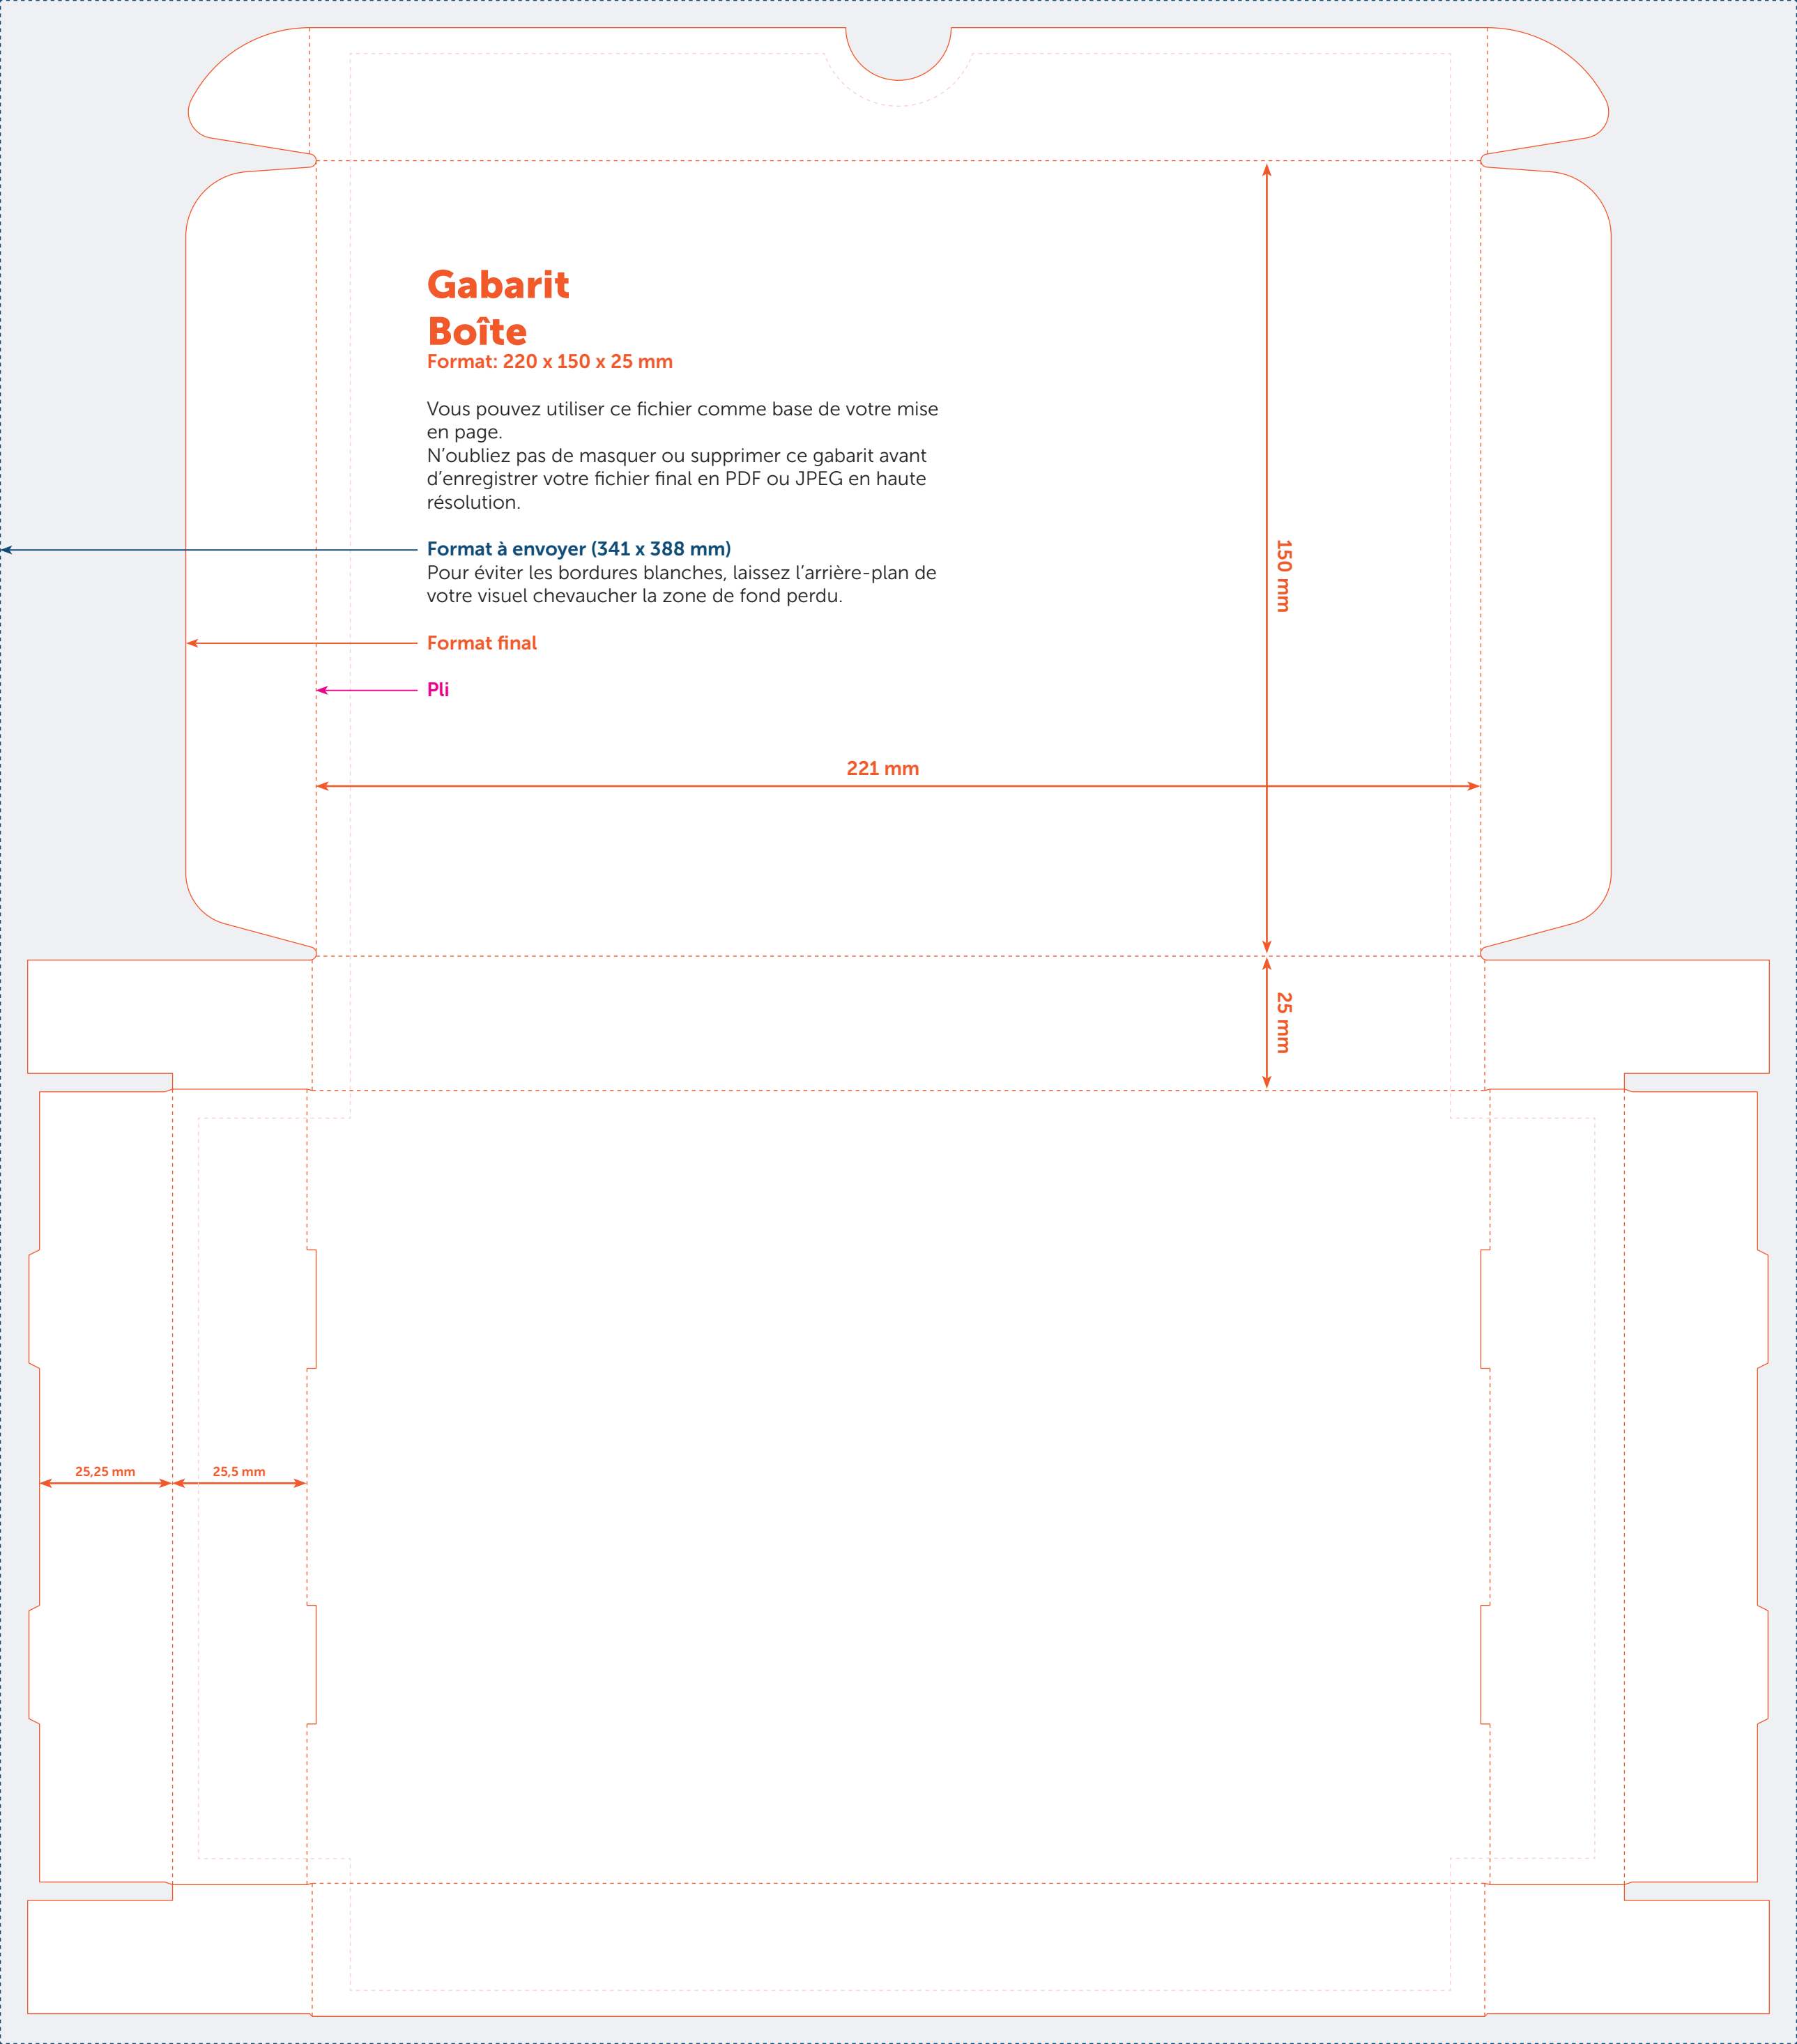 Gabarit
Boîte
Format: 220 x 150 x 25 mm
Vous pouvez utiliser ce fichier comme base de votre mise
en page.
N’oubliez pas de masquer ou supprimer ce gabarit avant
d’enregistrer votre fichier final en PDF ou JPEG en haute
résolution.
Format à envoyer (341 x 388 mm)
Pour éviter les bordures blanches, laissez l’arrière-plan de
votre visuel chevaucher la zone de fond perdu.
Format final
Pli
150 mm
221 mm
25 mm
25,25 mm
25,5 mm